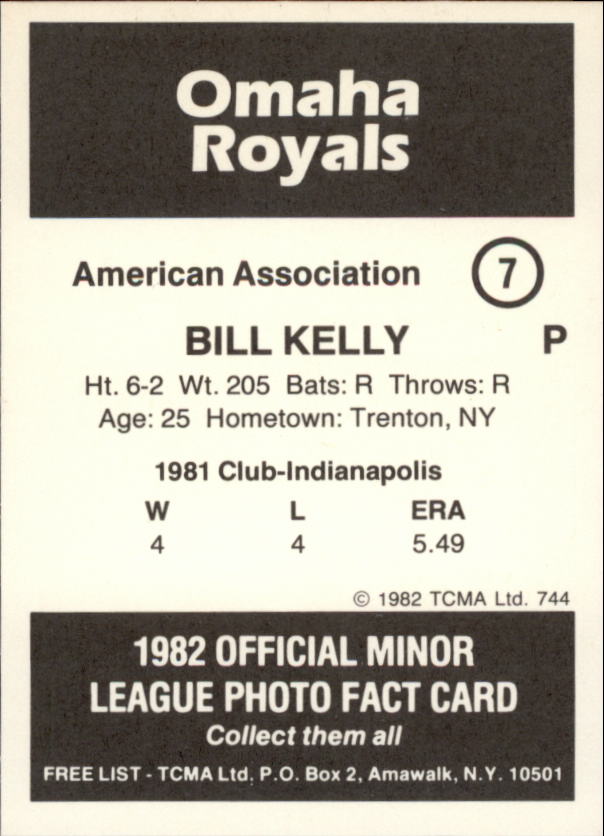 Omaha
Royals
American Association 7
BILL KELLY P
Ht. 6-2 Wt. 205 Bats: R Throws: R
Age: 25 Hometown: Trenton, NY
1981 Club-Indianapolis
W L ERA
4 4 5.49
© 1982 TCMA Ltd. 744
1982 OFFICIAL MINOR
LEAGUE PHOTO FACT CARD
Collect them all
FREE LIST - TCMA Ltd. P.O. Box 2, Amawalk, N.Y. 10501